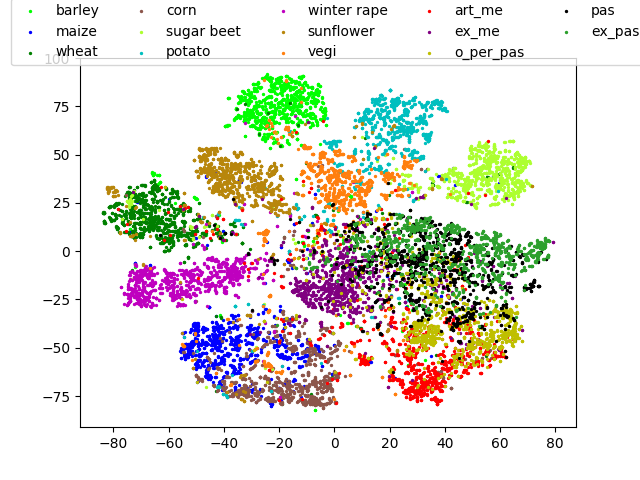 barley corn winter rape art_me pas
maize sugar beet sunflower ex_me ex_pas
wheat potato vegi o_per_pas
100
75
50
25
0
−25
−50
−75
−80 −60 −40 −20 0 20 40 60 80